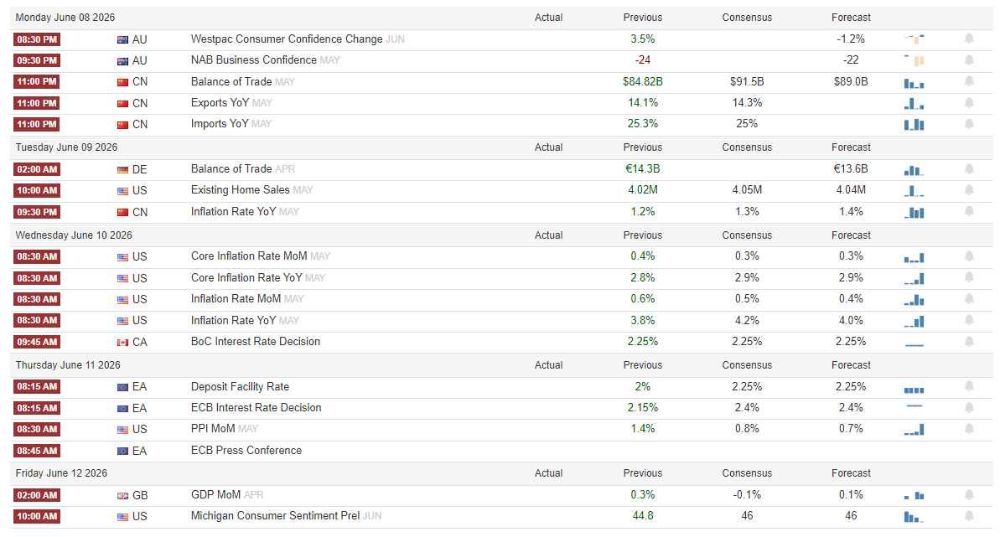 Monday June 08 2026 Actual Previous Consensus Forecast
08:30 PM AU Westpac Consumer Confidence Change JUN 3.5% -1.2%
09:30 PM AU NAB Business Confidence MAY -24 -22
11:00 PM CN Balance of Trade MAY $84.82B $91.5B $89.0B
11:00 PM CN Exports YoY MAY 14.1% 14.3%
11:00 PM CN Imports YoY MAY 25.3% 25%
Tuesday June 09 2026 Actual Previous Consensus Forecast
02:00 AM DE Balance of Trade APR €14.3B €13.6B
10:00 AM US Existing Home Sales MAY 4.02M 4.05M 4.04M
09:30 PM CN Inflation Rate YoY MAY 1.2% 1.3% 1.4%
Wednesday June 10 2026 Actual Previous Consensus Forecast
08:30 AM US Core Inflation Rate MoM MAY 0.4% 0.3% 0.3%
08:30 AM US Core Inflation Rate YoY MAY 2.8% 2.9% 2.9%
08:30 AM US Inflation Rate MoM MAY 0.6% 0.5% 0.4%
08:30 AM US Inflation Rate YoY MAY 3.8% 4.2% 4.0%
09:45 AM CA BoC Interest Rate Decision 2.25% 2.25% 2.25%
Thursday June 11 2026 Actual Previous Consensus Forecast
08:15 AM EA Deposit Facility Rate 2% 2.25% 2.25%
08:15 AM EA ECB Interest Rate Decision 2.15% 2.4% 2.4%
08:30 AM US PPI MoM MAY 1.4% 0.8% 0.7%
08:45 AM EA ECB Press Conference
Friday June 12 2026 Actual Previous Consensus Forecast
02:00 AM GB GDP MoM APR 0.3% -0.1% 0.1%
10:00 AM US Michigan Consumer Sentiment Prel JUN 44.8 46 46